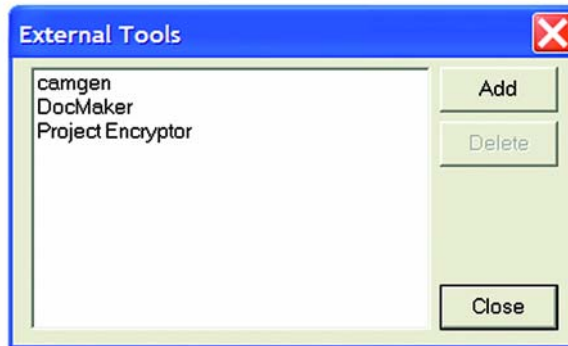 External Tools
camgen
DocMaker
Project Encryptor
Add
Delete
Close